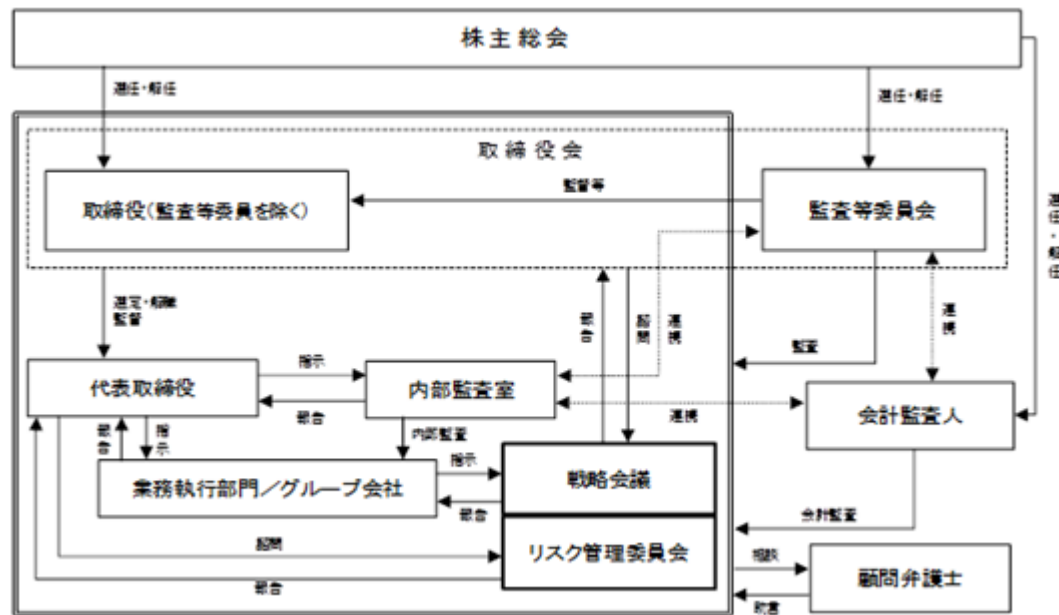 株主総会
選任・解任
選任・解任
選任・解任
取締役会
取締役(監査等委員を除く)
監督等
監査等委員会
選定・解職
監督
報告
諮問
連携
監査
連携
代表取締役
指示
報告
内部監査室
連携
会計監査人
報告
指示
内部監査
業務執行部門/グループ会社
指示
報告
戦略会議
リスク管理委員会
諮問
報告
会計監査
相談
助言
顧問弁護士